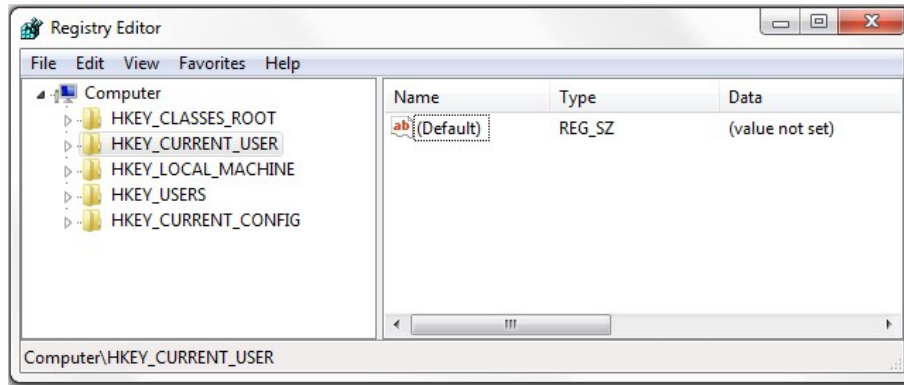 Registry Editor
File Edit View Favorites Help
Computer
HKEY_CLASSES_ROOT
HKEY_CURRENT_USER
HKEY_LOCAL_MACHINE
HKEY_USERS
HKEY_CURRENT_CONFIG
Name Type Data
ab (Default) REG_SZ (value not set)
Computer\HKEY_CURRENT_USER